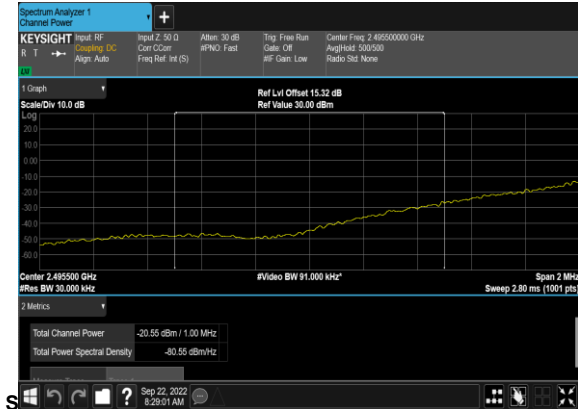 Spectrum Analyzer 1
Channel Power
+
KEYSIGHT Input: RF Input Z: 50 Ω Atten: 30 dB Trig: Free Run Center Freq: 2.495500000 GHz
R T Coupling: DC Corr CCorr #PNO: Fast Gate: Off Avg|Hold: 500/500
Align: Auto Freq Ref: Int (S) #IF Gain: Low Radio Std: None
1 Graph
Ref Lvl Offset 15.32 dB
Scale/Div 10.0 dB Ref Value 30.00 dBm
Log
20.0
10.0
0.00
-10.0
-20.0
-30.0
-40.0
-50.0
-60.0
Center 2.495500 GHz #Video BW 91.000 kHz* Span 2 MHz
#Res BW 30.000 kHz Sweep 2.80 ms (1001 pts)
2 Metrics
Total Channel Power -20.55 dBm / 1.00 MHz
Total Power Spectral Density -80.55 dBm/Hz
S
? Sep 22, 2022
8:29:01 AM